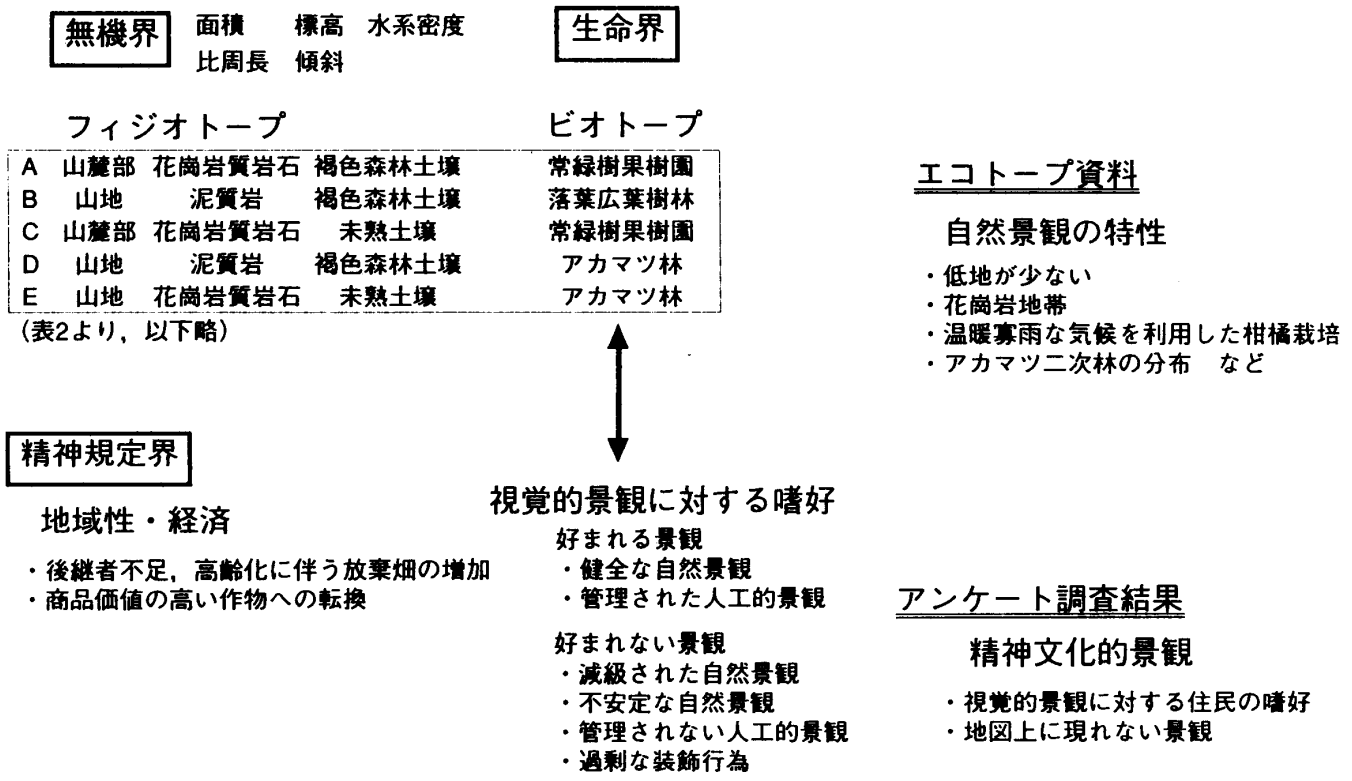 無機界 面積 標高 水系密度
比周長 傾斜
生命界
フィジオトープ ビオトープ
A 山麓部 花崗岩質岩石 褐色森林土壌 常緑樹果樹園
B 山地 泥質岩 褐色森林土壌 落葉広葉樹林
C 山麓部 花崗岩質岩石 未熟土壌 常緑樹果樹園
D 山地 泥質岩 褐色森林土壌 アカマツ林
E 山地 花崗岩質岩石 未熟土壌 アカマツ林
(表2より，以下略)
エコトープ資料
自然景観の特性
・低地が少ない
・花崗岩地帯
・温暖寡雨な気候を利用した柑橘栽培
・アカマツ二次林の分布 など
精神規定界
地域性・経済
・後継者不足，高齢化に伴う放棄畑の増加
・商品価値の高い作物への転換
視覚的景観に対する嗜好
好まれる景観
・健全な自然景観
・管理された人工的景観
好まれない景観
・減級された自然景観
・不安定な自然景観
・管理されない人工的景観
・過剰な装飾行為
アンケート調査結果
精神文化的景観
・視覚的景観に対する住民の嗜好
・地図上に現れない景観